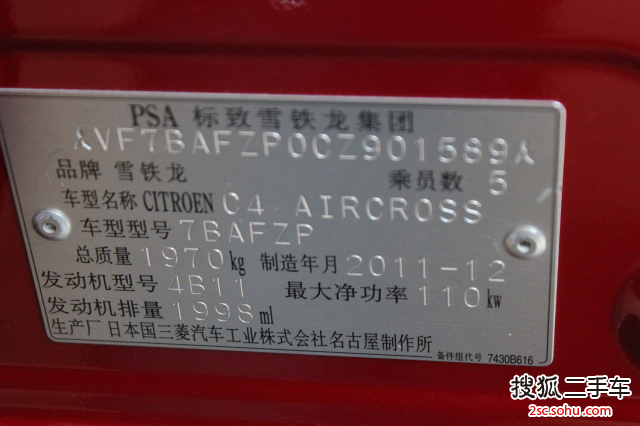 PSA 标致雪铁龙集团
VF7BAFZP0CZ901589
品牌 雪铁龙 乘员数 5
车型名称 CITROEN C4 AIRCROSS
车型型号 7BAFZP
总质量 1970 kg 制造年月 2011-12
发动机型号 4B11 最大净功率 110 kw
发动机排量 1998 ml
生产厂 日本国三菱汽车工业株式会社名古屋制作所
备件组代号 7430B616
搜狐二手车
2sc.sohu.com